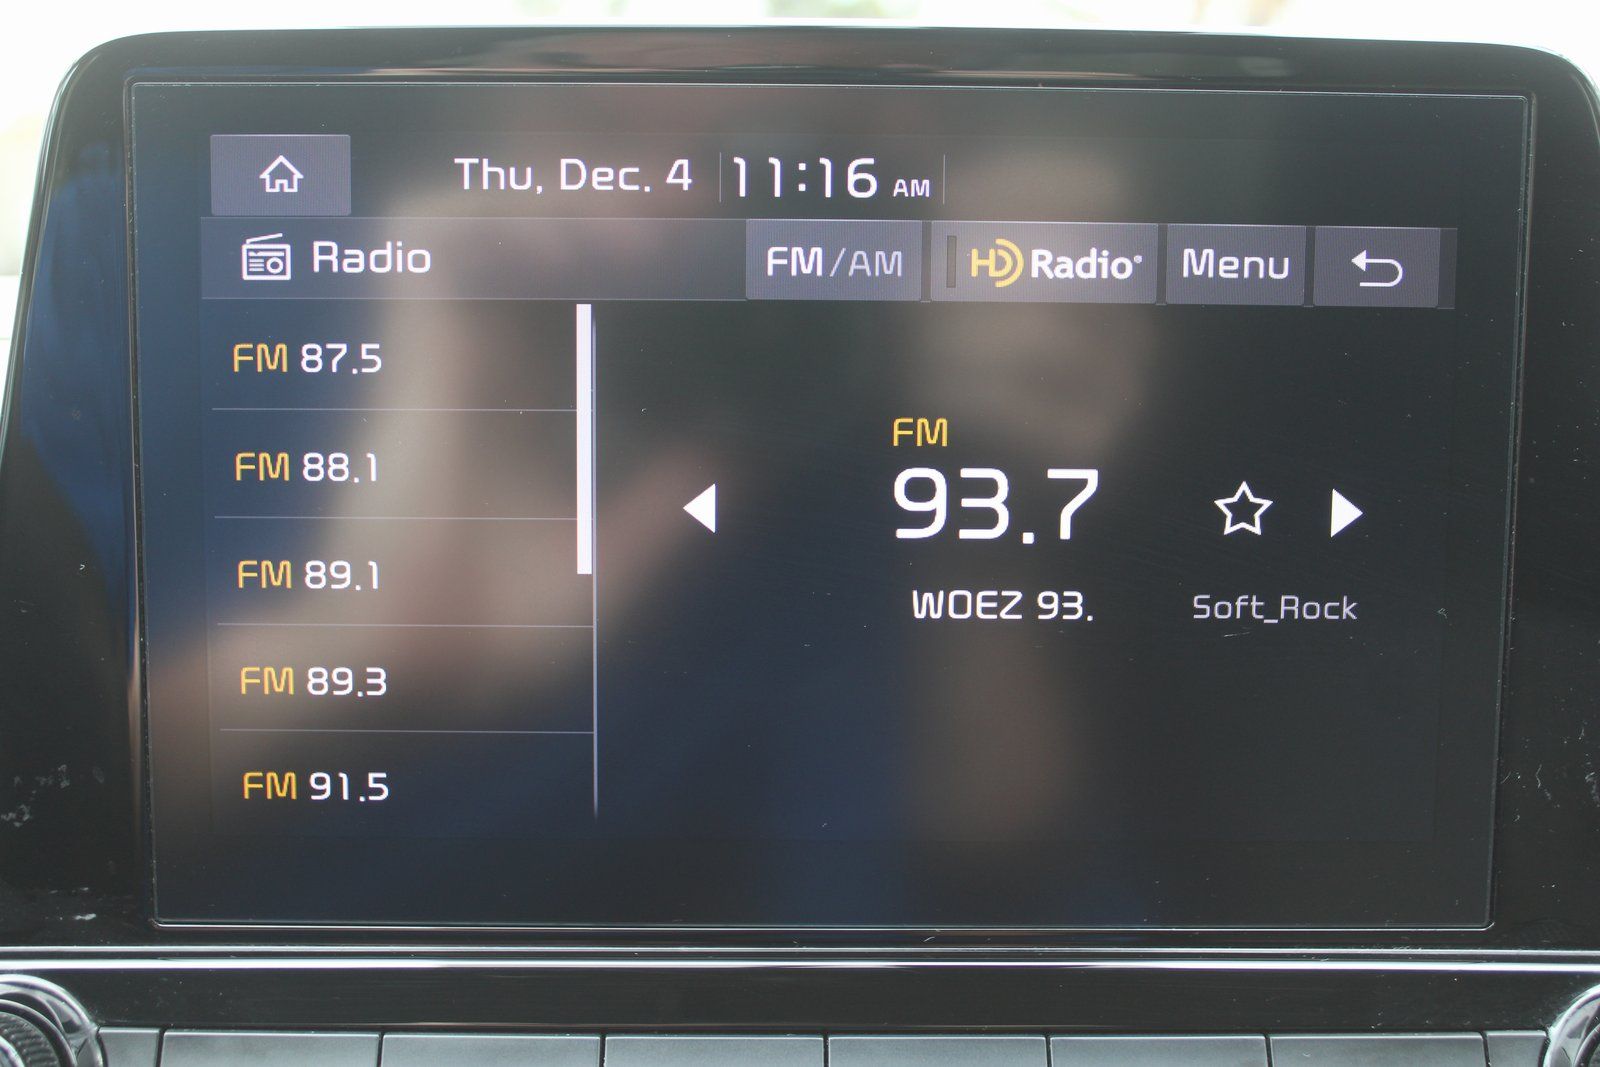 Thu, Dec. 4 11:16 AM
Radio FM/AM HD Radio® Menu
FM 87.5
FM 88.1
FM 89.1
FM 89.3
FM 91.5
FM
93.7
WOEZ 93. Soft_Rock